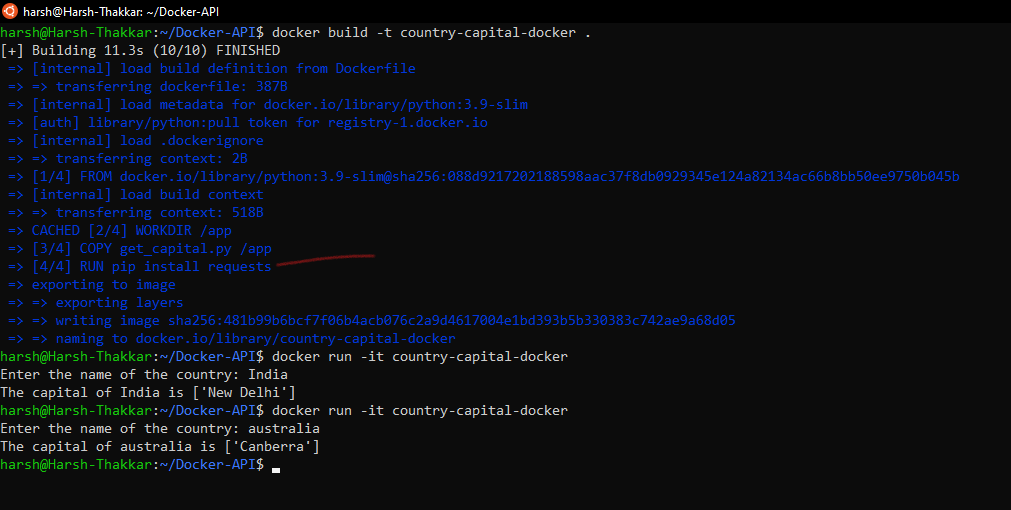 harsh@Harsh-Thakkar: ~/Docker-API
harsh@Harsh-Thakkar:~/Docker-API$ docker build -t country-capital-docker .
[+] Building 11.3s (10/10) FINISHED
=> [internal] load build definition from Dockerfile
=> => transferring dockerfile: 387B
=> [internal] load metadata for docker.io/library/python:3.9-slim
=> [auth] library/python:pull token for registry-1.docker.io
=> [internal] load .dockerignore
=> => transferring context: 2B
=> [1/4] FROM docker.io/library/python:3.9-slim@sha256:088d9217202188598aac37f8db0929345e124a82134ac66b8bb50ee9750b045b
=> [internal] load build context
=> => transferring context: 518B
=> CACHED [2/4] WORKDIR /app
=> [3/4] COPY get_capital.py /app
=> [4/4] RUN pip install requests
=> exporting to image
=> => exporting layers
=> => writing image sha256:481b99b6bcf7f06b4acb076c2a9d4617004e1bd393b5b330383c742ae9a68d05
=> => naming to docker.io/library/country-capital-docker
harsh@Harsh-Thakkar:~/Docker-API$ docker run -it country-capital-docker
Enter the name of the country: India
The capital of India is ['New Delhi']
harsh@Harsh-Thakkar:~/Docker-API$ docker run -it country-capital-docker
Enter the name of the country: australia
The capital of australia is ['Canberra']
harsh@Harsh-Thakkar:~/Docker-API$